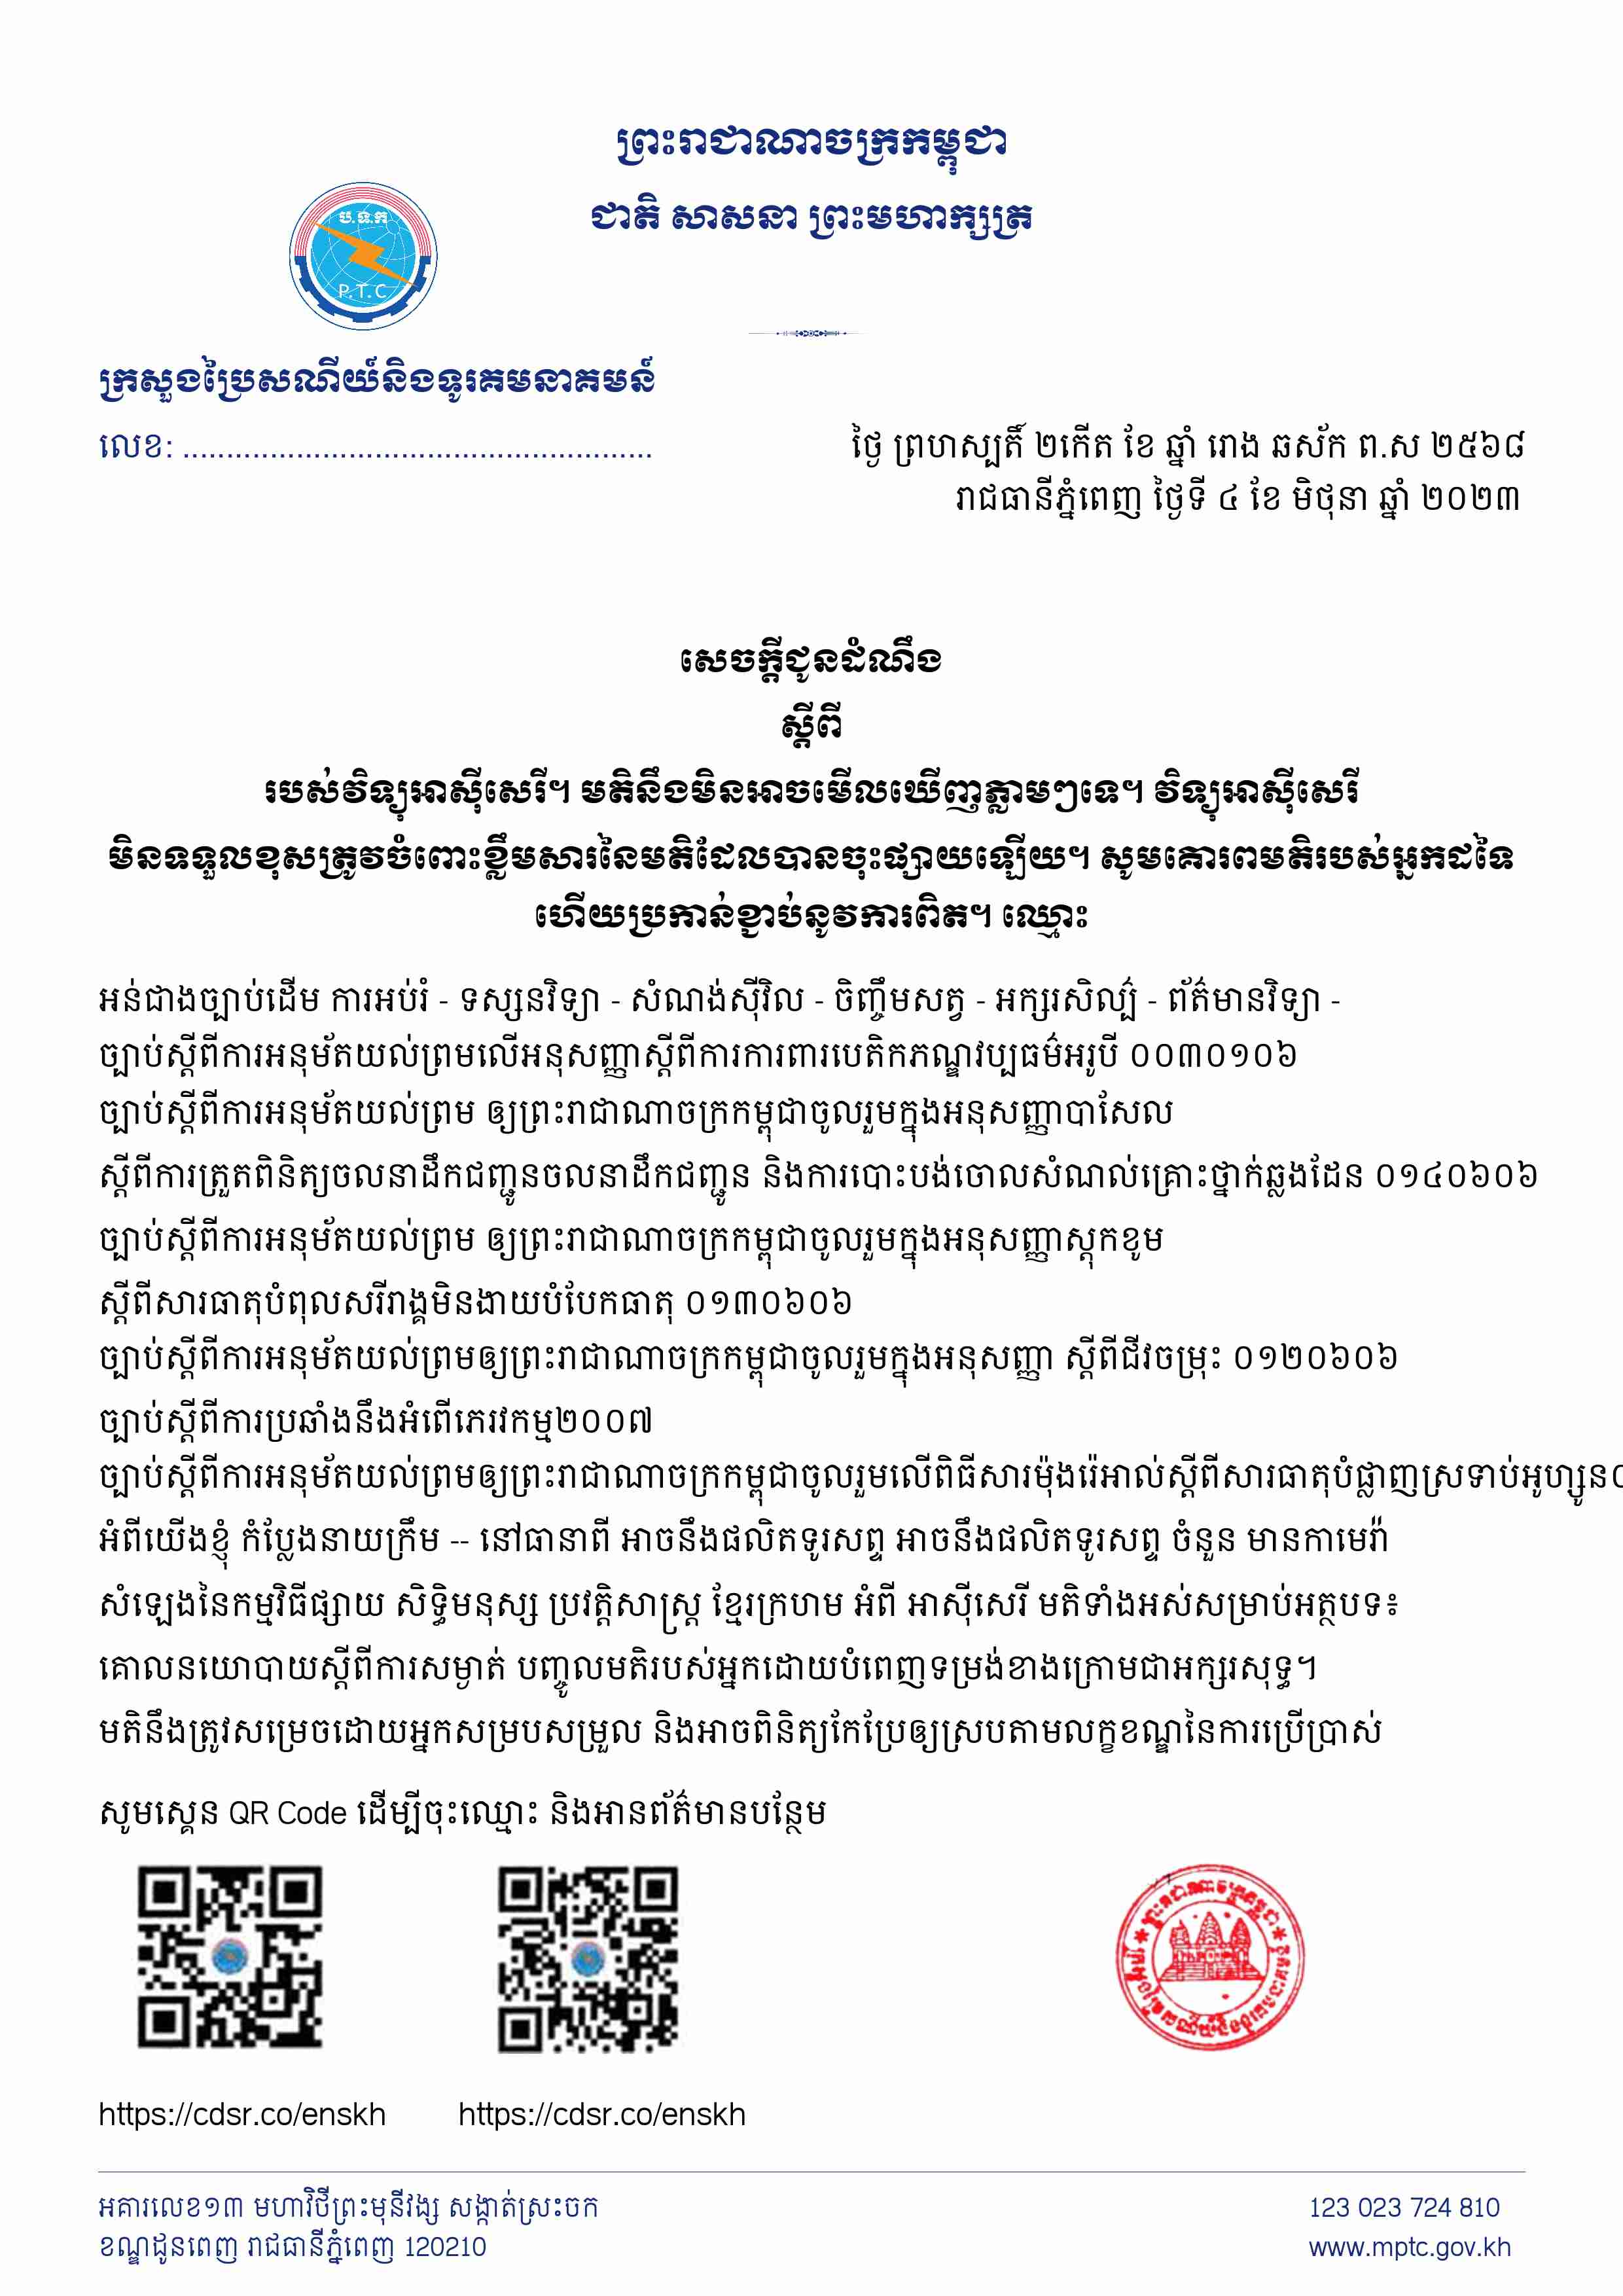 ព្រះរាជាណាចក្រកម្ពុជា
ជាតិ សាសនា ព្រះមហាក្សត្រ
ប.ទ.ក
P.T.C
ក្រសួងប្រៃសណីយ៍និងទូរគមនាគមន៍
លេខ: ......................................................
ថ្ងៃ ព្រហស្បតិ៍ ២កើត ខែ ឆ្នាំ រោង ឆស័ក ព.ស ២៥៦៨
រាជធានីភ្នំពេញ ថ្ងៃទី ៤ ខែ មិថុនា ឆ្នាំ ២០២៣
សេចក្តីជូនដំណឹង
ស្តីពី
របស់វិទ្យុអាស៊ីសេរី។ មតិនឹងមិនអាចមើលឃើញភ្លាមៗទេ។ វិទ្យុអាស៊ីសេរី
មិនទទួលខុសត្រូវចំពោះខ្លឹមសារនៃមតិដែលបានចុះផ្សាយឡើយ។ សូមគោរពមតិរបស់អ្នកដទៃ
ហើយប្រកាន់ខ្ជាប់នូវការពិត។ ឈ្មោះ
អន់ជាងច្បាប់ដើម ការអប់រំ - ទស្សនវិទ្យា - សំណង់ស៊ីវិល - ចិញ្ចឹមសត្វ - អក្សរសិល្ប៍ - ព័ត៌មានវិទ្យា -
ច្បាប់ស្តីពីការអនុម័តយល់ព្រមលើអនុសញ្ញាស្តីពីការការពារបេតិកភណ្ឌវប្បធម៌អរូបី ០០៣០១០៦
ច្បាប់ស្តីពីការអនុម័តយល់ព្រម ឲ្យព្រះរាជាណាចក្រកម្ពុជាចូលរួមក្នុងអនុសញ្ញាបាសែល
ស្តីពីការត្រួតពិនិត្យចលនាដឹកជញ្ជូនចលនាដឹកជញ្ជូន និងការបោះបង់ចោលសំណល់គ្រោះថ្នាក់ឆ្លងដែន ០១៤០៦០៦
ច្បាប់ស្តីពីការអនុម័តយល់ព្រម ឲ្យព្រះរាជាណាចក្រកម្ពុជាចូលរួមក្នុងអនុសញ្ញាស្តុកខូម
ស្តីពីសារធាតុបំពុលសរីរាង្គមិនងាយបំបែកធាតុ ០១៣០៦០៦
ច្បាប់ស្តីពីការអនុម័តយល់ព្រមឲ្យព្រះរាជាណាចក្រកម្ពុជាចូលរួមក្នុងអនុសញ្ញា ស្តីពីជីវចម្រុះ ០១២០៦០៦
ច្បាប់ស្តីពីការប្រឆាំងនឹងអំពើភេរវកម្ម២០០៧
ច្បាប់ស្តីពីការអនុម័តយល់ព្រមឲ្យព្រះរាជាណាចក្រកម្ពុជាចូលរួមលើពិធីសារម៉ុងរ៉េអាល់ស្តីពីសារធាតុបំផ្លាញស្រទាប់អូហ្សូន
អំពីយើងខ្ញុំ កំប្លែងនាយក្រឹម -- នៅធានាពី អាចនឹងផលិតទូរសព្ទ អាចនឹងផលិតទូរសព្ទ ចំនួន មានកាមេរ៉ា
សំឡេងនៃកម្មវិធីផ្សាយ សិទ្ធិមនុស្ស ប្រវត្តិសាស្ត្រ ខ្មែរក្រហម អំពី អាស៊ីសេរី មតិទាំងអស់សម្រាប់អត្ថបទ៖
គោលនយោបាយស្តីពីការសម្ងាត់ បញ្ចូលមតិរបស់អ្នកដោយបំពេញទម្រង់ខាងក្រោមជាអក្សរសុទ្ធ។
មតិនឹងត្រូវសម្រេចដោយអ្នកសម្របសម្រួល និងអាចពិនិត្យកែប្រែឲ្យស្របតាមលក្ខខណ្ឌនៃការប្រើប្រាស់
សូមស្គេន QR Code ដើម្បីចុះឈ្មោះ និងអានព័ត៌មានបន្ថែម
ព្រះរាជាណាចក្រកម្ពុជា
ក្រសួងប្រៃសណីយ៍និងទូរគមនាគមន៍
https://cdsr.co/enskh https://cdsr.co/enskh
អគារលេខ១៣ មហាវិថីព្រះមុនីវង្ស សង្កាត់ស្រះចក
ខណ្ឌដូនពេញ រាជធានីភ្នំពេញ 120210
123 023 724 810
www.mptc.gov.kh